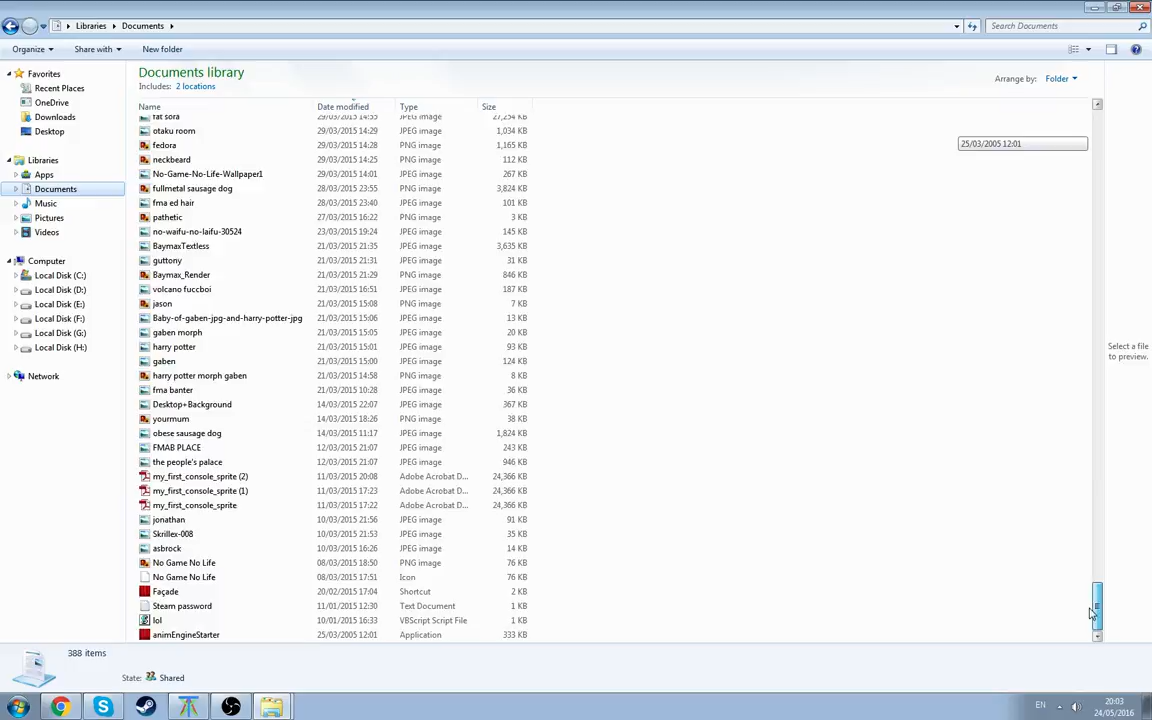 Libraries Documents
Search Documents
Organize Share with New folder
Favorites
Recent Places
OneDrive
Downloads
Desktop
Libraries
Apps
Documents
Music
Pictures
Videos
Computer
Local Disk (C:)
Local Disk (D:)
Local Disk (E:)
Local Disk (F:)
Local Disk (G:)
Local Disk (H:)
Network
Documents library
Includes: 2 locations
Arrange by: Folder
Name Date modified Type Size
fat sora 29/03/2015 14:55 JPEG image 27,254 KB
otaku room 29/03/2015 14:29 JPEG image 1,034 KB
fedora 29/03/2015 14:28 PNG image 1,165 KB
neckbeard 29/03/2015 14:25 PNG image 112 KB
No-Game-No-Life-Wallpaper1 29/03/2015 14:01 JPEG image 267 KB
fullmetal sausage dog 28/03/2015 23:55 PNG image 3,824 KB
fma ed hair 28/03/2015 23:40 JPEG image 101 KB
pathetic 27/03/2015 16:22 PNG image 3 KB
no-waifu-no-laifu-30524 23/03/2015 19:24 JPEG image 145 KB
BaymaxTextless 21/03/2015 21:35 JPEG image 3,635 KB
guttony 21/03/2015 21:31 JPEG image 31 KB
Baymax_Render 21/03/2015 21:29 PNG image 846 KB
volcano fuccboi 21/03/2015 16:51 JPEG image 187 KB
jason 21/03/2015 15:08 PNG image 7 KB
Baby-of-gaben-jpg-and-harry-potter-jpg 21/03/2015 15:06 JPEG image 13 KB
gaben morph 21/03/2015 15:05 JPEG image 20 KB
harry potter 21/03/2015 15:01 JPEG image 93 KB
gaben 21/03/2015 15:00 JPEG image 124 KB
harry potter morph gaben 21/03/2015 14:58 PNG image 8 KB
fma banter 21/03/2015 10:28 JPEG image 36 KB
Desktop+Background 14/03/2015 22:07 JPEG image 367 KB
yourmum 14/03/2015 18:26 PNG image 38 KB
obese sausage dog 14/03/2015 11:17 JPEG image 1,824 KB
FMAB PLACE 12/03/2015 21:07 JPEG image 243 KB
the people's palace 12/03/2015 21:07 JPEG image 946 KB
my_first_console_sprite (2) 11/03/2015 20:08 Adobe Acrobat D... 24,366 KB
my_first_console_sprite (1) 11/03/2015 17:23 Adobe Acrobat D... 24,366 KB
my_first_console_sprite 11/03/2015 17:22 Adobe Acrobat D... 24,366 KB
jonathan 10/03/2015 21:56 JPEG image 91 KB
Skrillex-008 10/03/2015 21:53 JPEG image 35 KB
asbrock 10/03/2015 16:26 JPEG image 14 KB
No Game No Life 08/03/2015 18:50 PNG image 76 KB
No Game No Life 08/03/2015 17:51 Icon 76 KB
Façade 20/02/2015 17:04 Shortcut 2 KB
Steam password 11/01/2015 12:30 Text Document 1 KB
lol 10/01/2015 16:33 VBScript Script File 1 KB
animEngineStarter 25/03/2005 12:01 Application 333 KB
25/03/2005 12:01
Select a file
to preview.
388 items
State: Shared
EN
20:03
24/05/2016